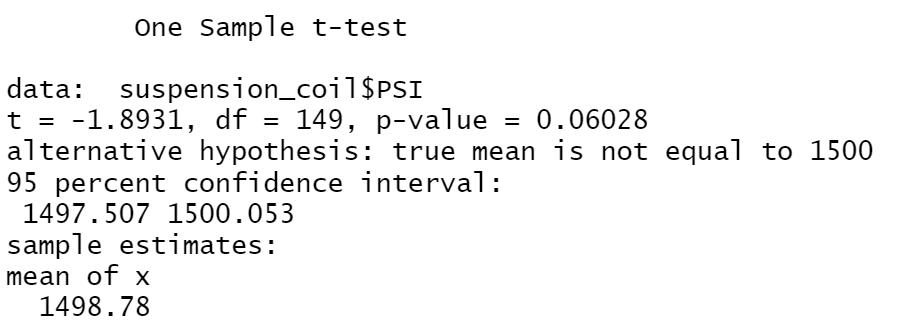 One Sample t-test
data:  suspension_coil$PSI
t = -1.8931, df = 149, p-value = 0.06028
alternative hypothesis: true mean is not equal to 1500
95 percent confidence interval:
1497.507 1500.053
sample estimates:
mean of x
1498.78